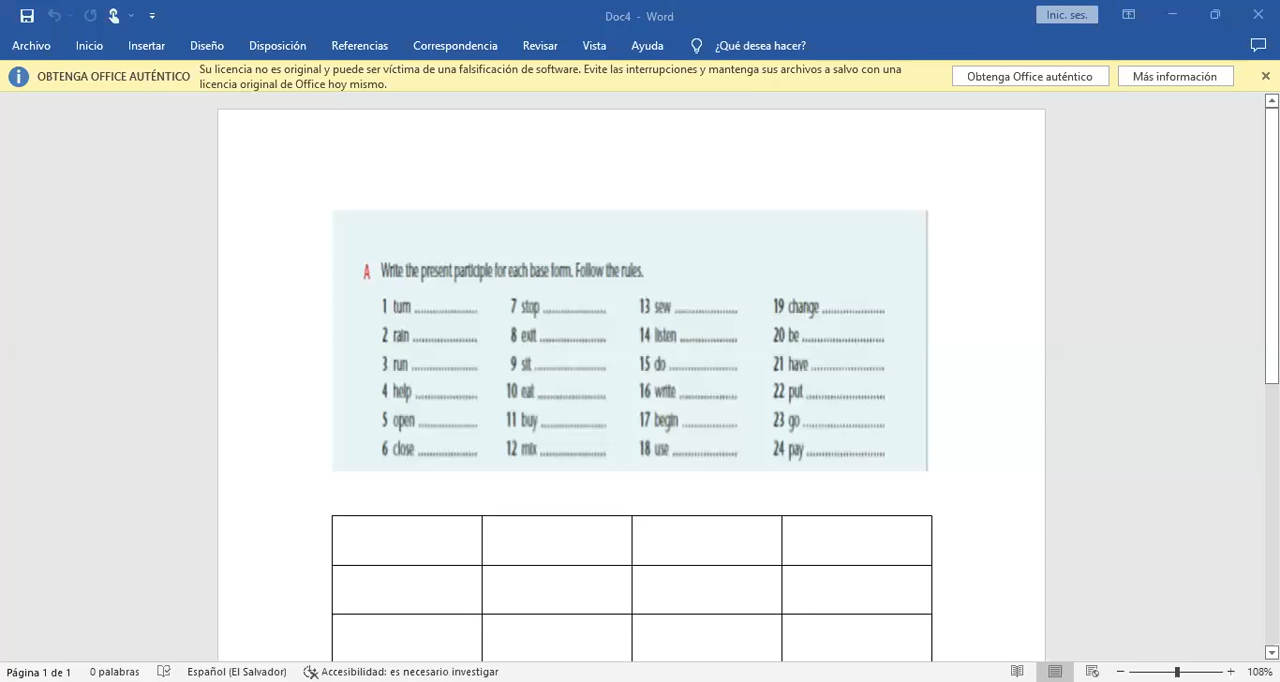 Doc4 - Word
Inic. ses.
Archivo Inicio Insertar Diseño Disposición Referencias Correspondencia Revisar Vista Ayuda ¿Qué desea hacer?
OBTENGA OFFICE AUTÉNTICO Su licencia no es original y puede ser víctima de una falsificación de software. Evite las interrupciones y mantenga sus archivos a salvo con una
licencia original de Office hoy mismo.
Obtenga Office auténtico Más información
A Write the present participle for each base form. Follow the rules.
1 turn ............... 7 stop ............... 13 sew ............... 19 change ...............
2 rain ............... 8 exit ............... 14 listen ............... 20 be ...............
3 run ............... 9 sit ............... 15 do ............... 21 have ...............
4 help ............... 10 eat ............... 16 write ............... 22 put ...............
5 open ............... 11 buy ............... 17 begin ............... 23 go ...............
6 close ............... 12 mix ............... 18 use ............... 24 pay ...............
Página 1 de 1 0 palabras Español (El Salvador) Accesibilidad: es necesario investigar 108%